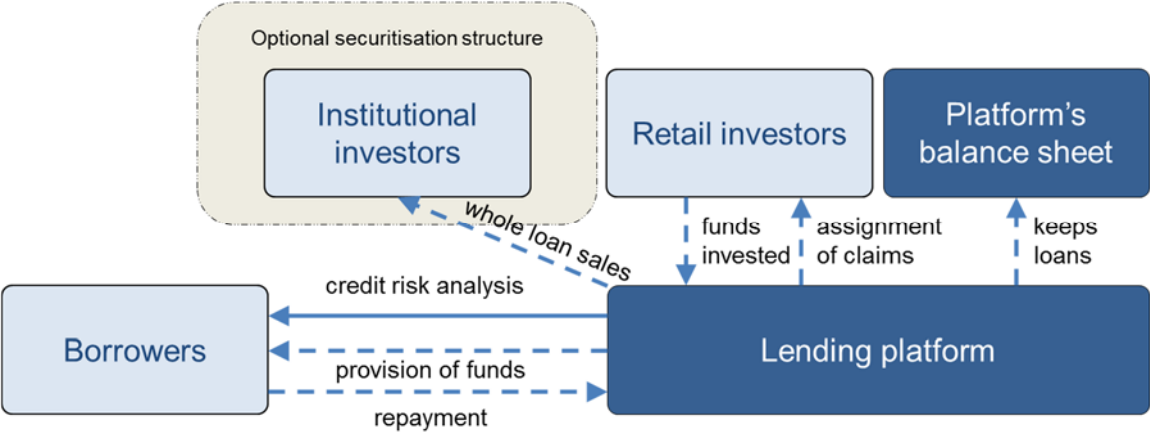 Optional securitisation structure
Institutional
investors
Retail investors
Platform’s
balance sheet
whole loan sales
funds
invested
assignment
of claims
keeps
loans
credit risk analysis
Borrowers
Lending platform
provision of funds
repayment